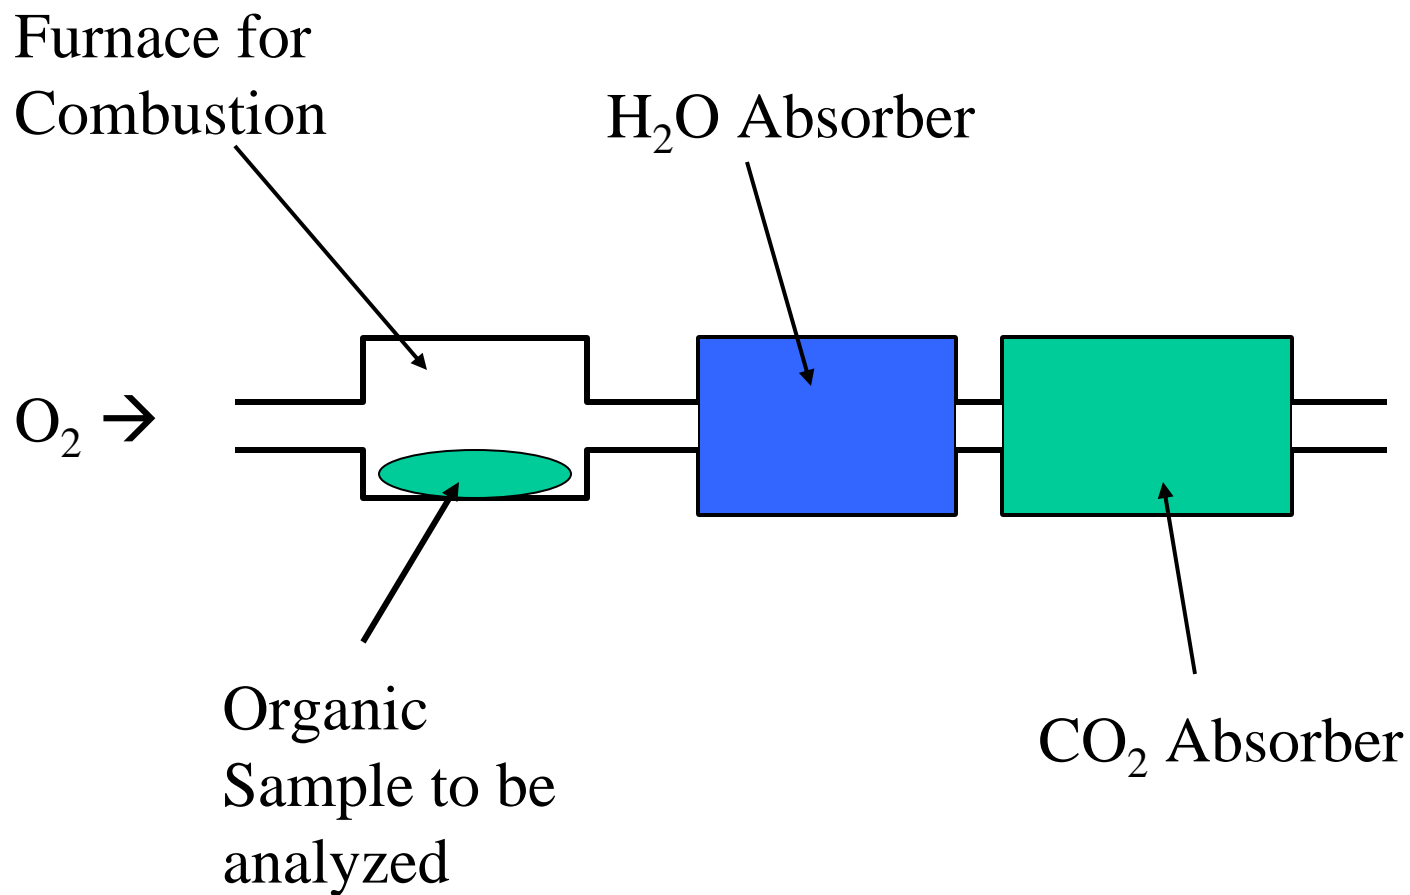 Furnace for
Combustion
H₂O Absorber
O₂ →
Organic
Sample to be
analyzed
CO₂ Absorber